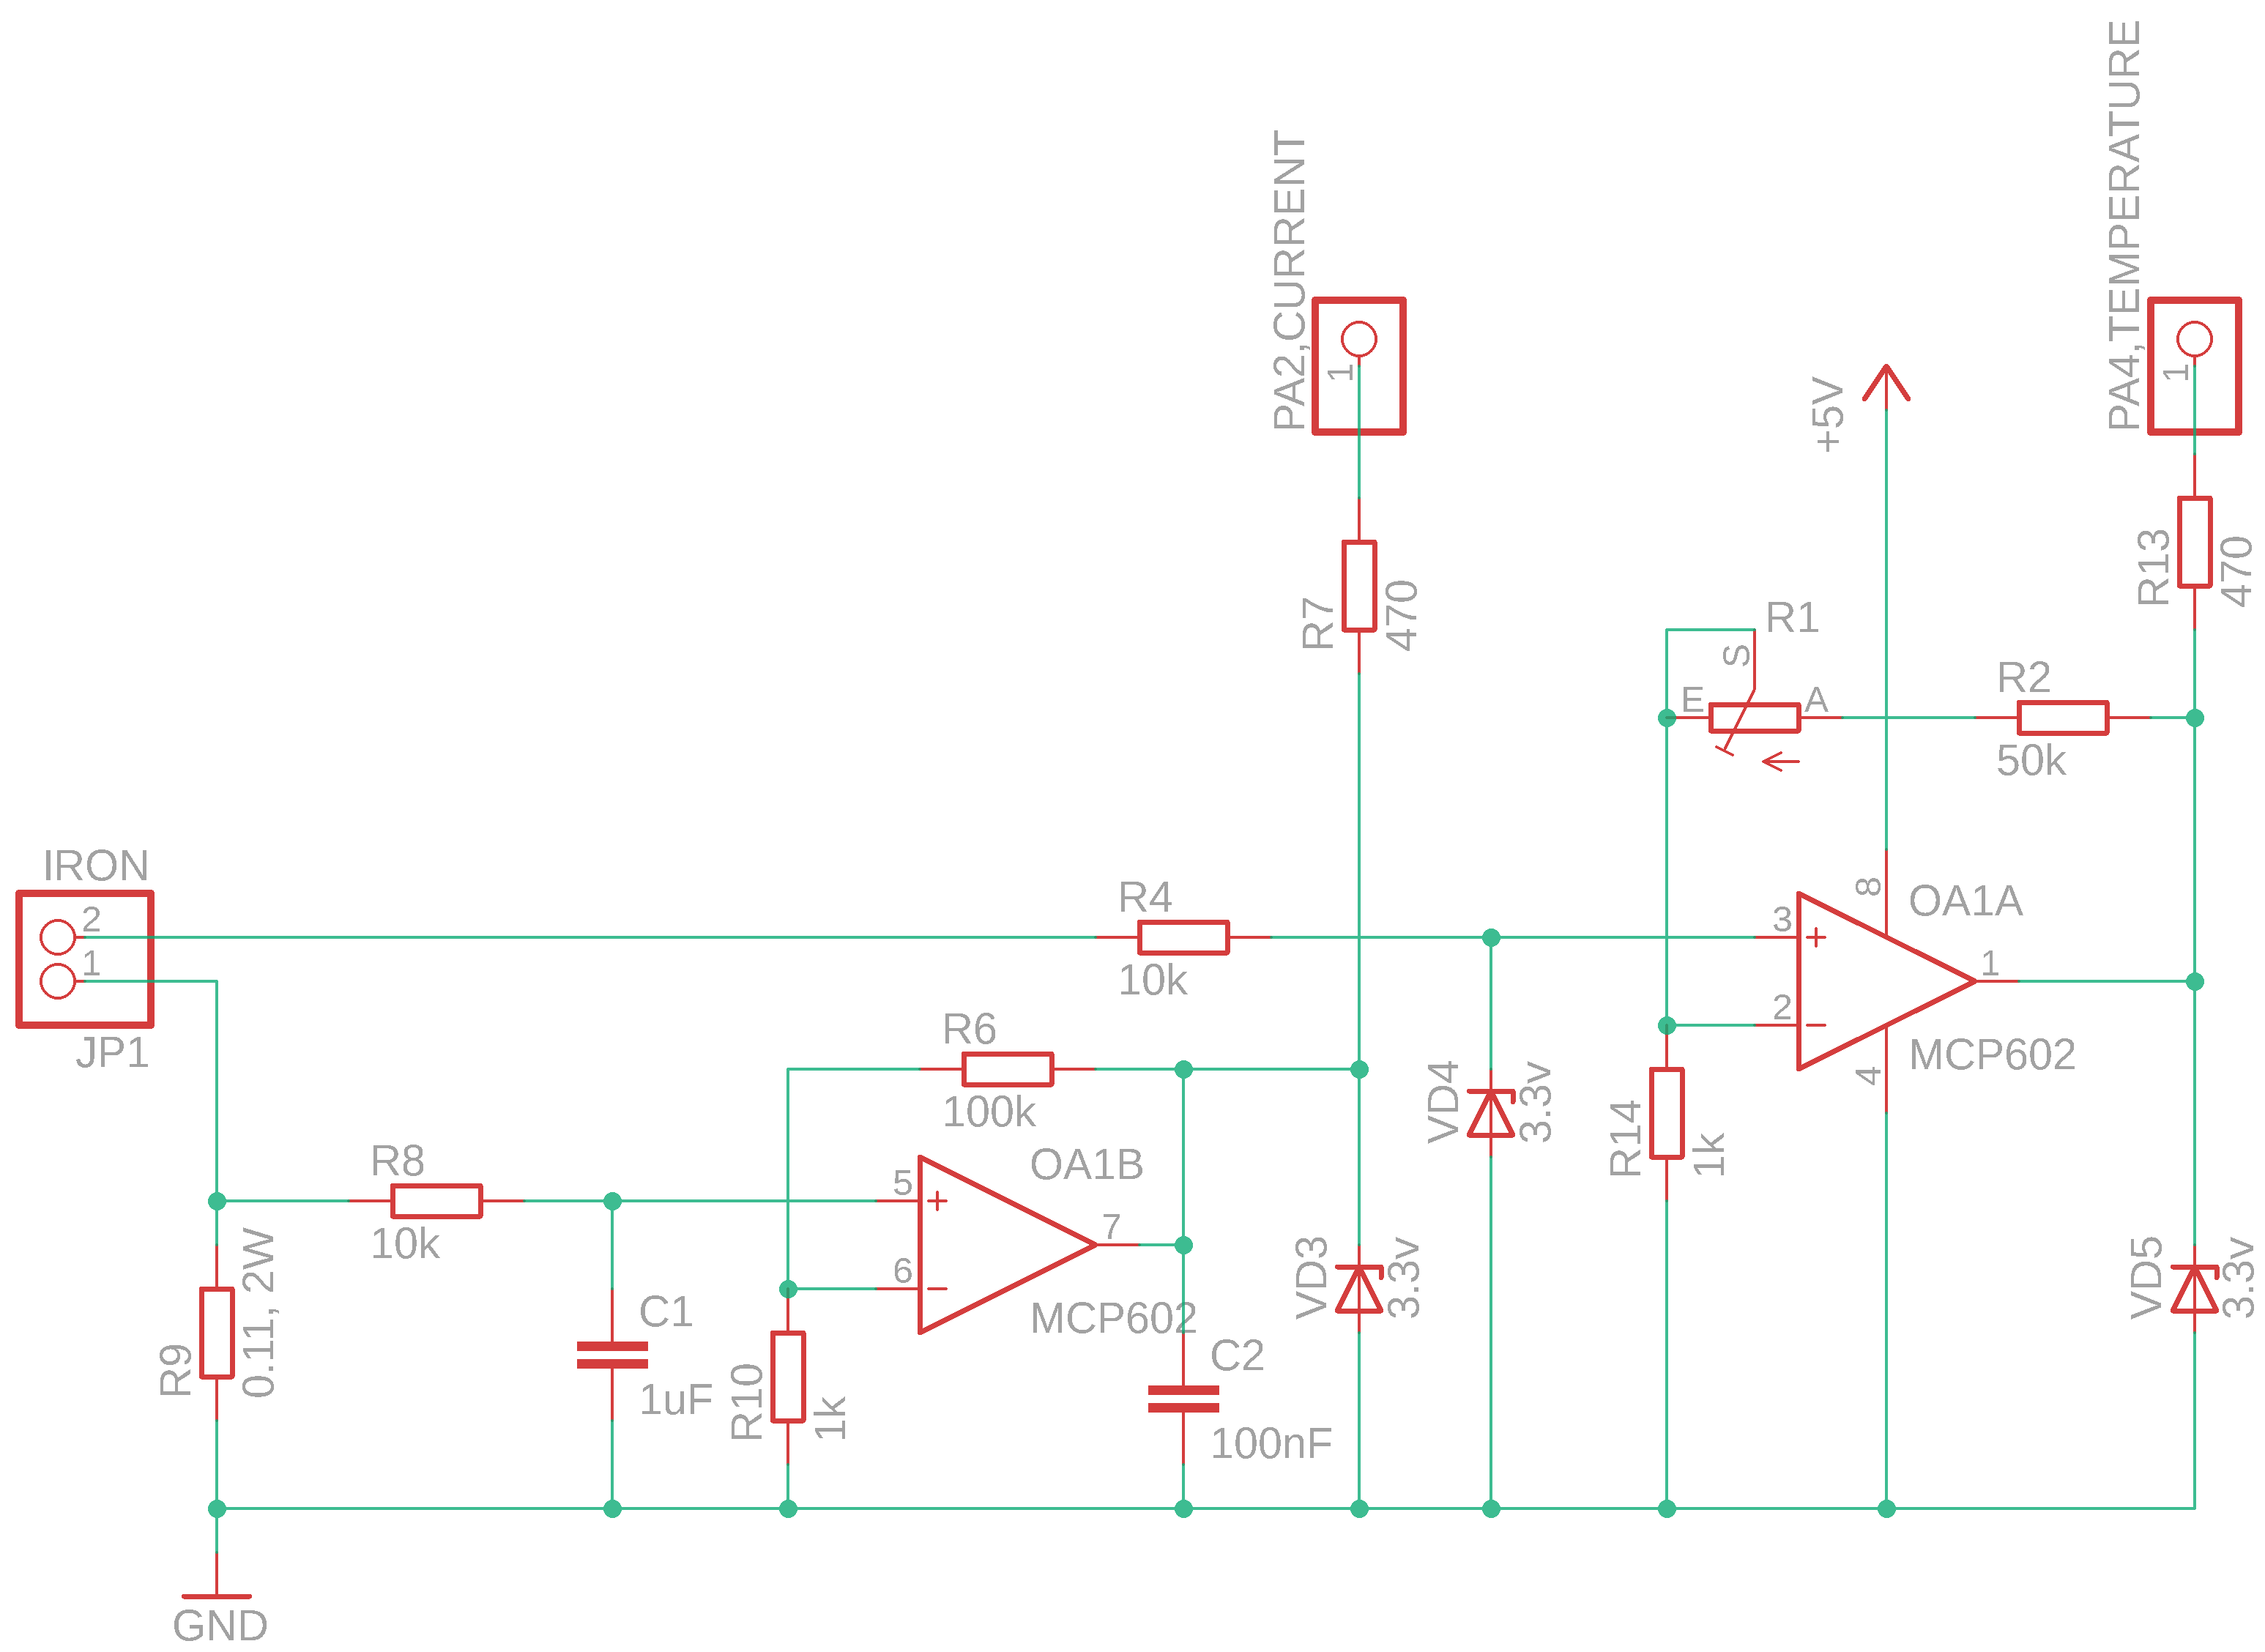 PA4,TEMPERATURE
1
PA2,CURRENT
1
+5V
R13
470
R7
470
R1
S
E
A
R2
50k
IRON
2
1
JP1
R4
10k
8
OA1A
3
+
1
2
−
MCP602
4
R6
100k
VD4
3.3v
R14
1k
R8
10k
OA1B
5
+
7
6
−
MCP602
VD3
3.3v
VD5
3.3v
R9
0.11, 2W
C1
1uF
R10
1k
C2
100nF
GND